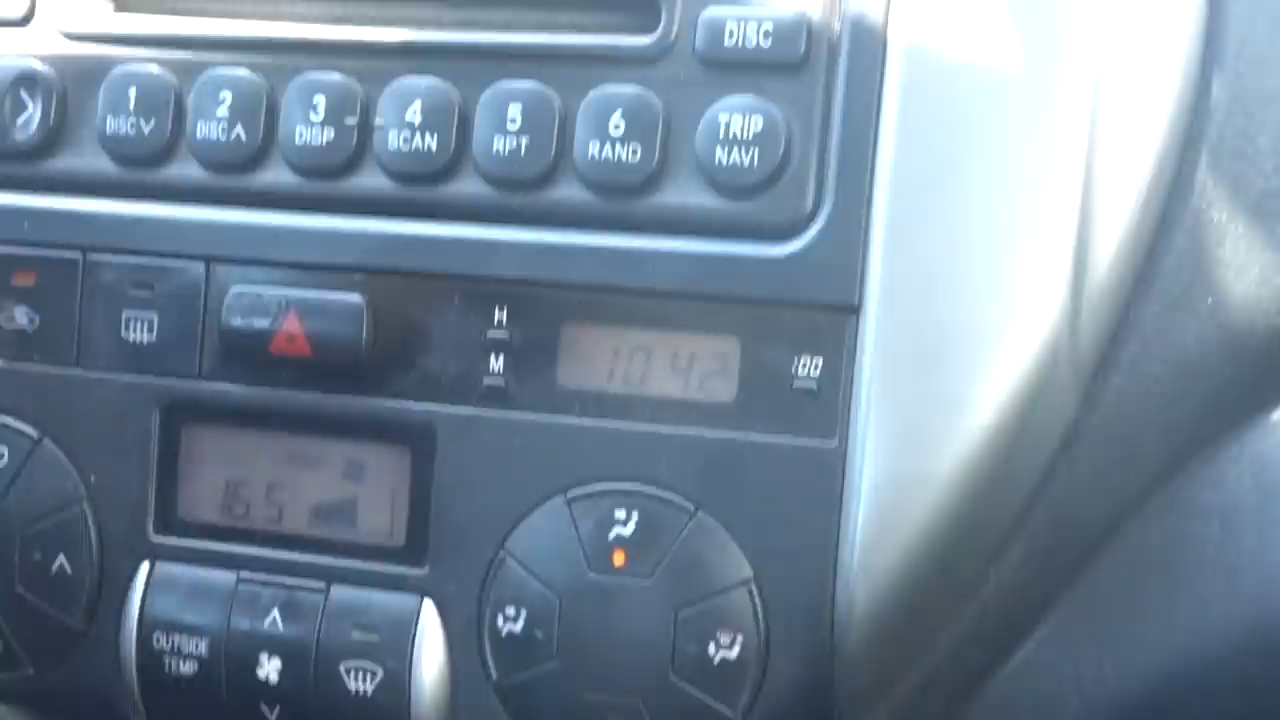 DISC
1
DISC
2
DISC
3
DISP
4
SCAN
5
RPT
6
RAND
TRIP
NAVI
H
M
10 42
:00
16.5
OUTSIDE
TEMP